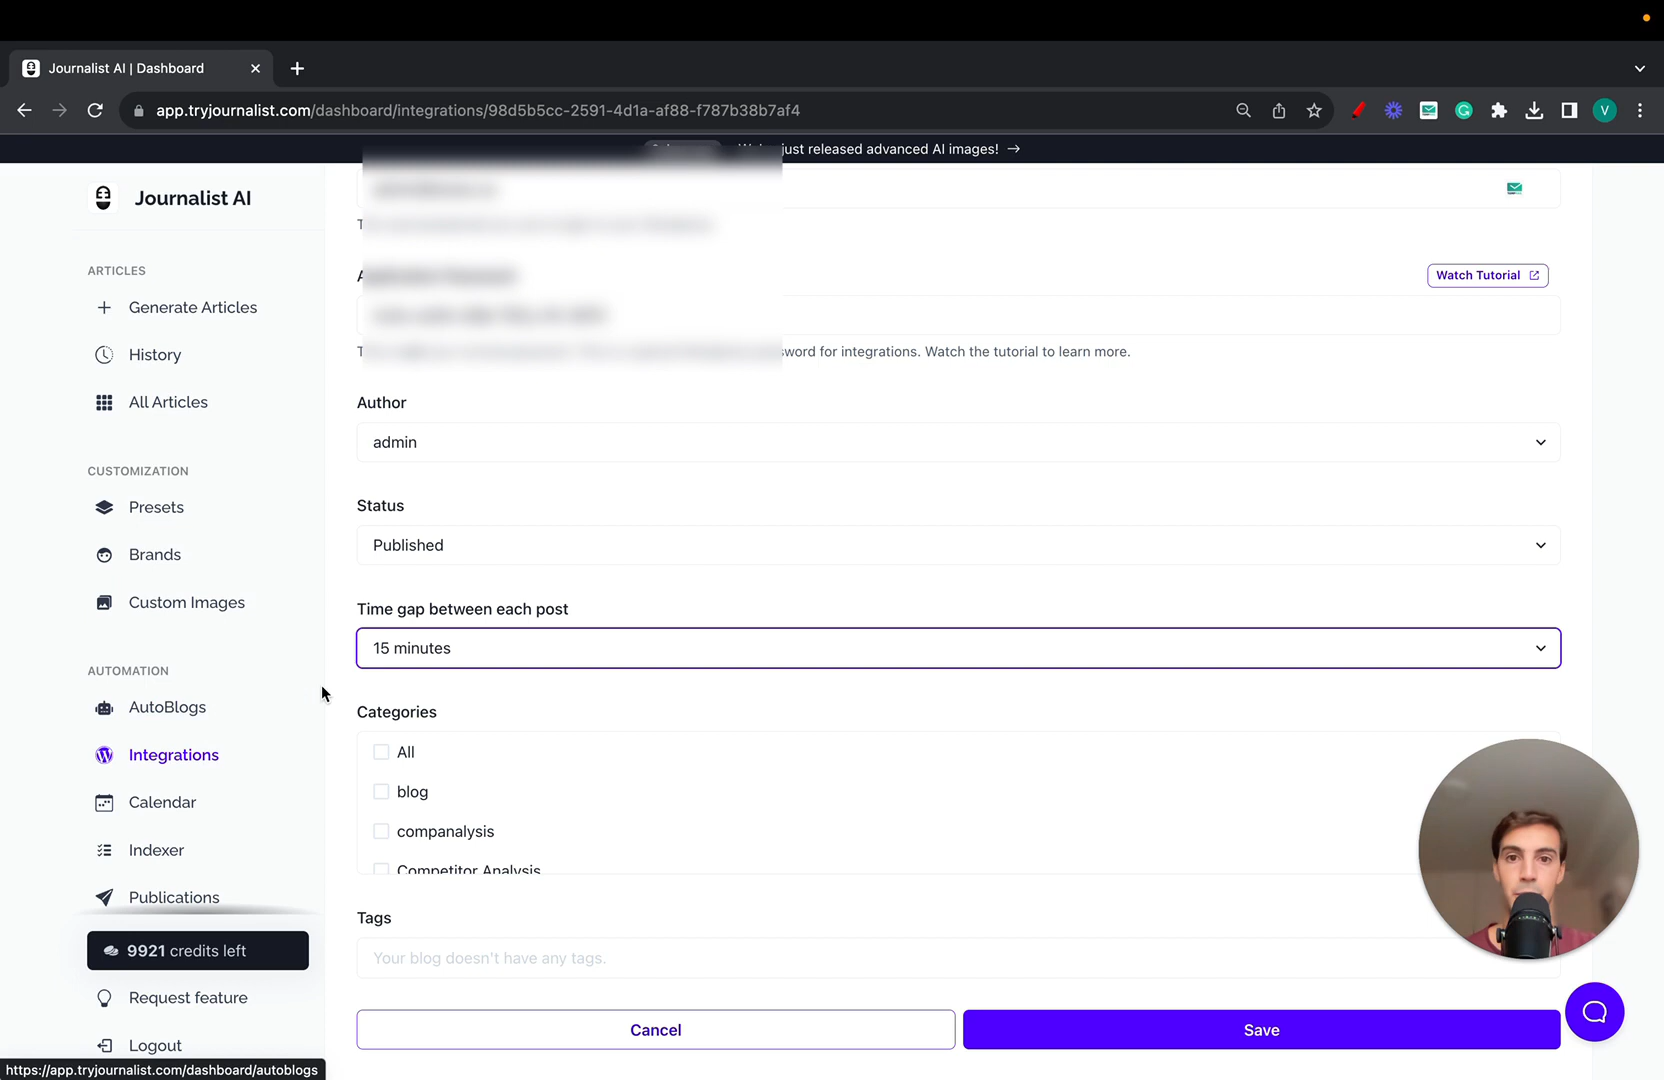 Journalist AI | Dashboard
app.tryjournalist.com/dashboard/integrations/98d5b5cc-2591-4d1a-af88-f787b38b7af4
V
just released advanced AI images! →
Journalist AI
ARTICLES
Generate Articles
History
All Articles
CUSTOMIZATION
Presets
Brands
Custom Images
AUTOMATION
AutoBlogs
Integrations
Calendar
Indexer
Publications
9921 credits left
Request feature
Logout
https://app.tryjournalist.com/dashboard/autoblogs
Watch Tutorial
for integrations. Watch the tutorial to learn more.
Author
admin
Status
Published
Time gap between each post
15 minutes
Categories
All
blog
companalysis
Competitor Analysis
Tags
Your blog doesn't have any tags.
Cancel
Save